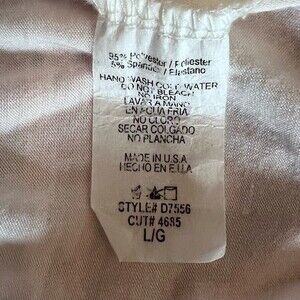 95% Polyester / Poliester
5% Spandex / Elastano
HAND WASH COLD WATER
DO NOT BLEACH
NO IRON
LAVAR A MANO
EN AGUA FRIA
NO CLORO
SECAR COLGADO
NO PLANCHA
MADE IN U.S.A
HECHO EN E.U.A
STYLE# D7556
CUT# 4685
L/G